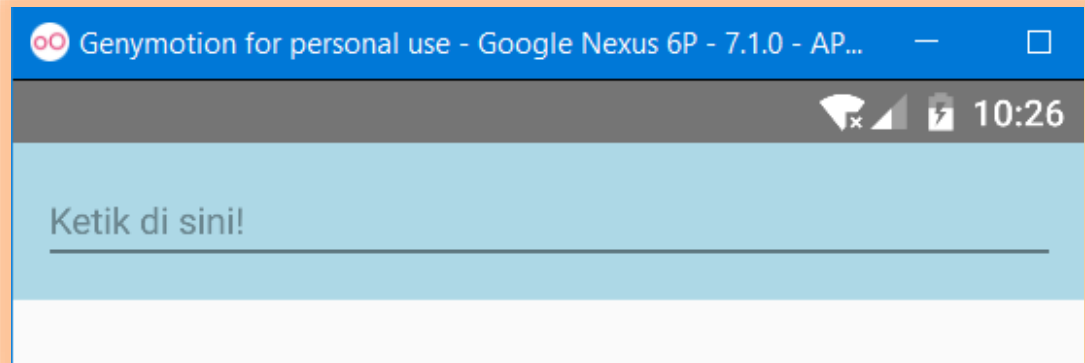 Genymotion for personal use - Google Nexus 6P - 7.1.0 - AP...
10:26
Ketik di sini!